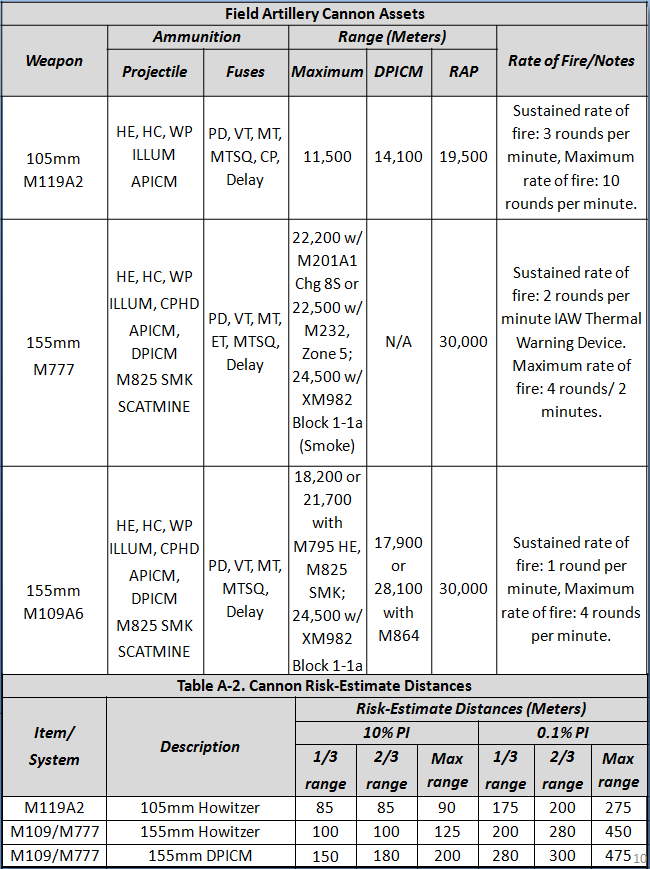 Field Artillery Cannon Assets
Weapon
Ammunition
Range (Meters)
Rate of Fire/Notes
Projectile
Fuses
Maximum
DPICM
RAP
105mm
M119A2
HE, HC, WP
ILLUM
APICM
PD, VT, MT,
MTSQ, CP,
Delay
11,500
14,100
19,500
Sustained rate of
fire: 3 rounds per
minute, Maximum
rate of fire: 10
rounds per minute.
155mm
M777
HE, HC, WP
ILLUM, CPHD
APICM,
DPICM
M825 SMK
SCATMINE
PD, VT, MT,
ET, MTSQ,
Delay
22,200 w/
M201A1
Chg 8S or
22,500 w/
M232,
Zone 5;
24,500 w/
XM982
Block 1-1a
(Smoke)
N/A
30,000
Sustained rate of
fire: 2 rounds per
minute IAW Thermal
Warning Device.
Maximum rate of
fire: 4 rounds/ 2
minutes.
155mm
M109A6
HE, HC, WP
ILLUM, CPHD
APICM,
DPICM
M825 SMK
SCATMINE
PD, VT, MT,
MTSQ,
Delay
18,200 or
21,700
with
M795 HE,
M825
SMK;
24,500 w/
XM982
Block 1-1a
17,900
or
28,100
with
M864
30,000
Sustained rate of
fire: 1 round per
minute, Maximum
rate of fire: 4 rounds
per minute.
Table A-2. Cannon Risk-Estimate Distances
Item/
System
Description
Risk-Estimate Distances (Meters)
10% PI
0.1% PI
1/3
range
2/3
range
Max
range
1/3
range
2/3
range
Max
range
M119A2 105mm Howitzer 85 85 90 175 200 275
M109/M777 155mm Howitzer 100 100 125 200 280 450
M109/M777 155mm DPICM 150 180 200 280 300 475
10